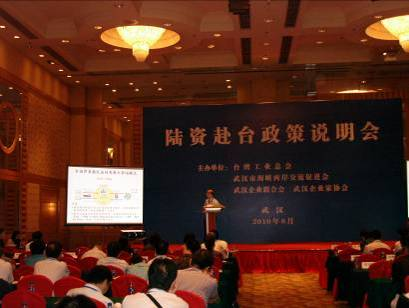 陆资赴台政策说明会
主办单位：台湾工业总会
武汉市海峡两岸交流促进会
武汉企业联合会 武汉企业家协会
武汉
2010年8月